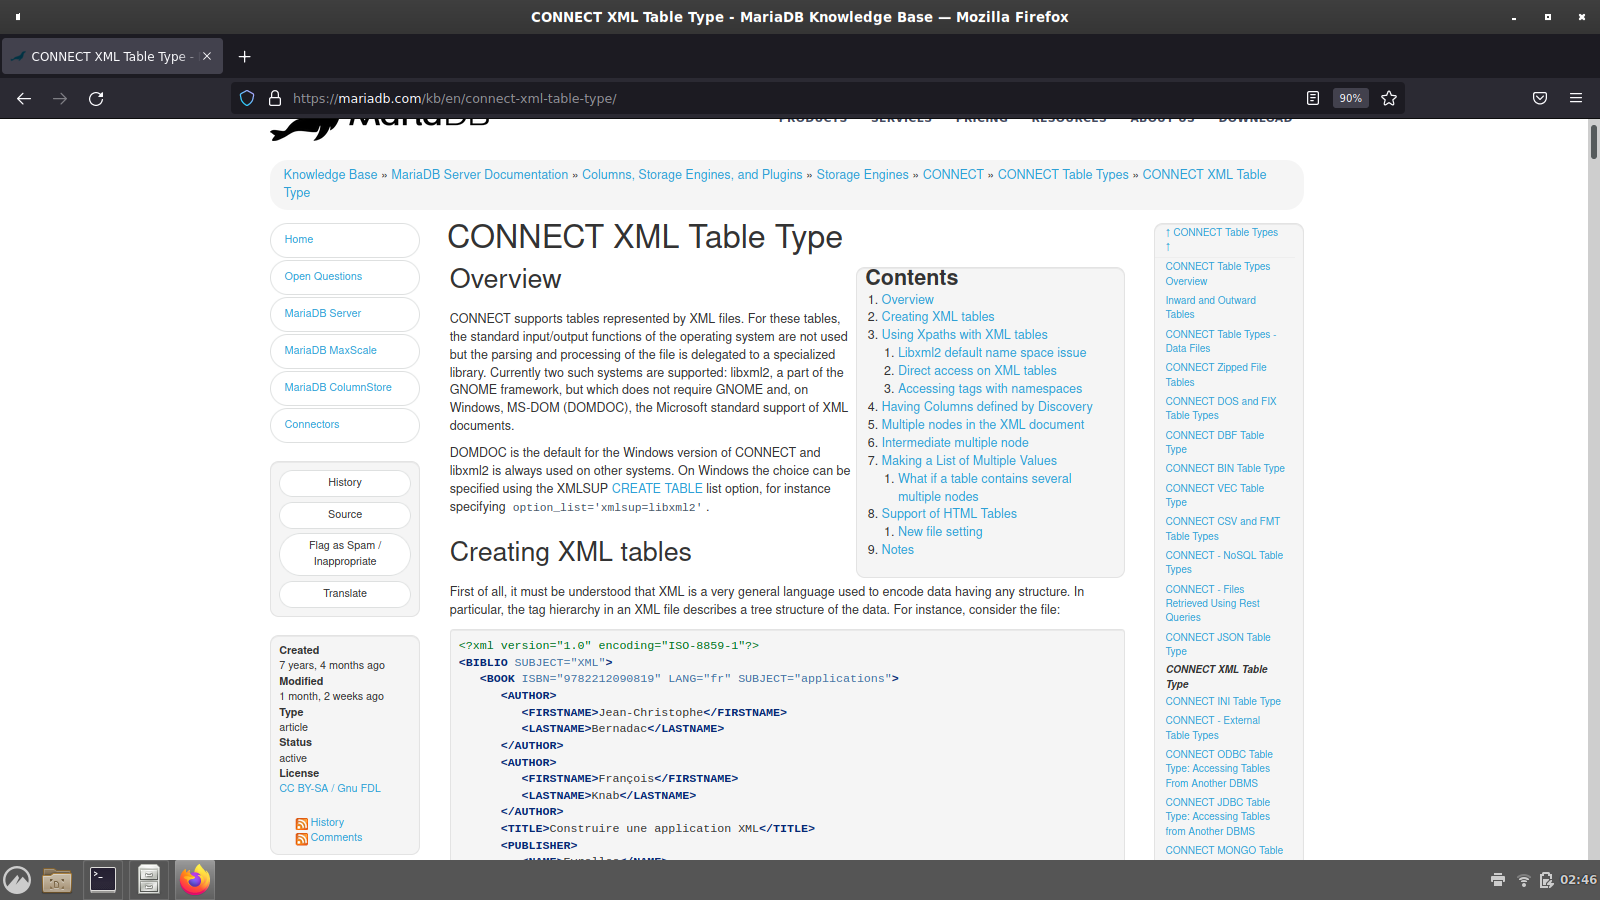 CONNECT XML Table Type - MariaDB Knowledge Base — Mozilla Firefox
CONNECT XML Table Type -
https://mariadb.com/kb/en/connect-xml-table-type/
90%
MariaDB
PRODUCTS SERVICES PRICING RESOURCES ABOUT US DOWNLOAD
Knowledge Base » MariaDB Server Documentation » Columns, Storage Engines, and Plugins » Storage Engines » CONNECT » CONNECT Table Types » CONNECT XML Table
Type
Home
Open Questions
MariaDB Server
MariaDB MaxScale
MariaDB ColumnStore
Connectors
History
Source
Flag as Spam /
Inappropriate
Translate
Created
7 years, 4 months ago
Modified
1 month, 2 weeks ago
Type
article
Status
active
License
CC BY-SA / Gnu FDL
History
Comments
CONNECT XML Table Type
Overview
CONNECT supports tables represented by XML files. For these tables,
the standard input/output functions of the operating system are not used
but the parsing and processing of the file is delegated to a specialized
library. Currently two such systems are supported: libxml2, a part of the
GNOME framework, but which does not require GNOME and, on
Windows, MS-DOM (DOMDOC), the Microsoft standard support of XML
documents.
DOMDOC is the default for the Windows version of CONNECT and
libxml2 is always used on other systems. On Windows the choice can be
specified using the XMLSUP CREATE TABLE list option, for instance
specifying option_list='xmlsup=libxml2' .
Contents
1. Overview
2. Creating XML tables
3. Using Xpaths with XML tables
1. Libxml2 default name space issue
2. Direct access on XML tables
3. Accessing tags with namespaces
4. Having Columns defined by Discovery
5. Multiple nodes in the XML document
6. Intermediate multiple node
7. Making a List of Multiple Values
1. What if a table contains several
multiple nodes
8. Support of HTML Tables
1. New file setting
9. Notes
Creating XML tables
First of all, it must be understood that XML is a very general language used to encode data having any structure. In
particular, the tag hierarchy in an XML file describes a tree structure of the data. For instance, consider the file:
<?xml version="1.0" encoding="ISO-8859-1"?>
<BIBLIO SUBJECT="XML">
<BOOK ISBN="9782212090819" LANG="fr" SUBJECT="applications">
<AUTHOR>
<FIRSTNAME>Jean-Christophe</FIRSTNAME>
<LASTNAME>Bernadac</LASTNAME>
</AUTHOR>
<AUTHOR>
<FIRSTNAME>François</FIRSTNAME>
<LASTNAME>Knab</LASTNAME>
</AUTHOR>
<TITLE>Construire une application XML</TITLE>
<PUBLISHER>
<NAME>Eyrolles</NAME>
↑ CONNECT Table Types
↑
CONNECT Table Types
Overview
Inward and Outward
Tables
CONNECT Table Types -
Data Files
CONNECT Zipped File
Tables
CONNECT DOS and FIX
Table Types
CONNECT DBF Table
Type
CONNECT BIN Table Type
CONNECT VEC Table
Type
CONNECT CSV and FMT
Table Types
CONNECT - NoSQL Table
Types
CONNECT - Files
Retrieved Using Rest
Queries
CONNECT JSON Table
Type
CONNECT XML Table
Type
CONNECT INI Table Type
CONNECT - External
Table Types
CONNECT ODBC Table
Type: Accessing Tables
From Another DBMS
CONNECT JDBC Table
Type: Accessing Tables
from Another DBMS
CONNECT MONGO Table
02:46